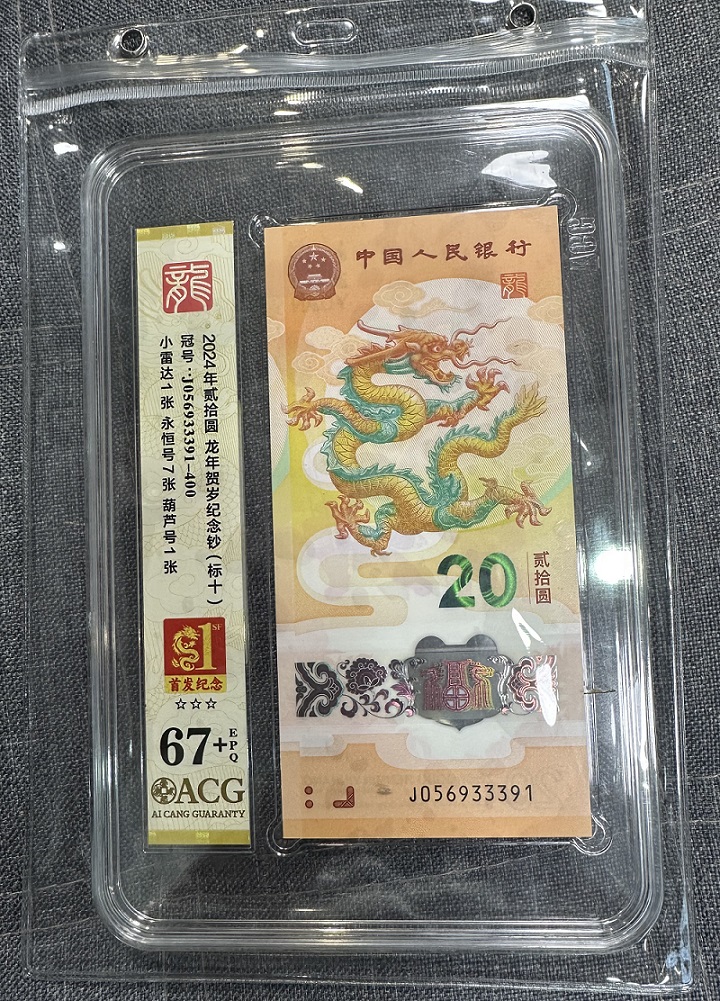 龍
2024年贰拾圆 龙年贺岁纪念钞（标十）
冠号：J056933391-400
小雷达1张 永恒号7张 葫芦号1张
1 SF
首发纪念
☆☆☆
67+ EPQ
ACG
AI CANG GUARANTY
中国人民银行
龍
20
贰拾圆
J056933391